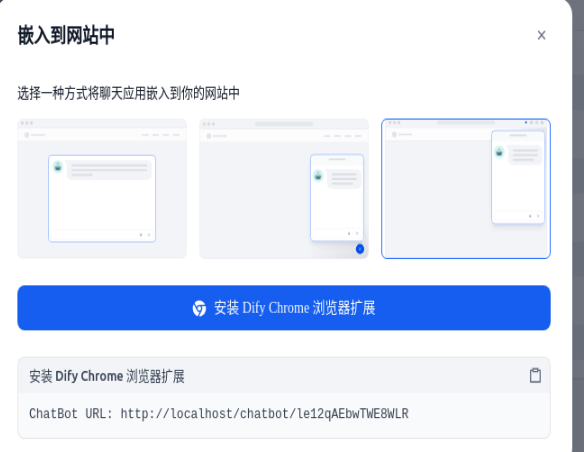 嵌入到网站中
选择一种方式将聊天应用嵌入到你的网站中
安装 Dify Chrome 浏览器扩展
安装 Dify Chrome 浏览器扩展
ChatBot URL: http://localhost/chatbot/le12qAEbwTWE8WLR